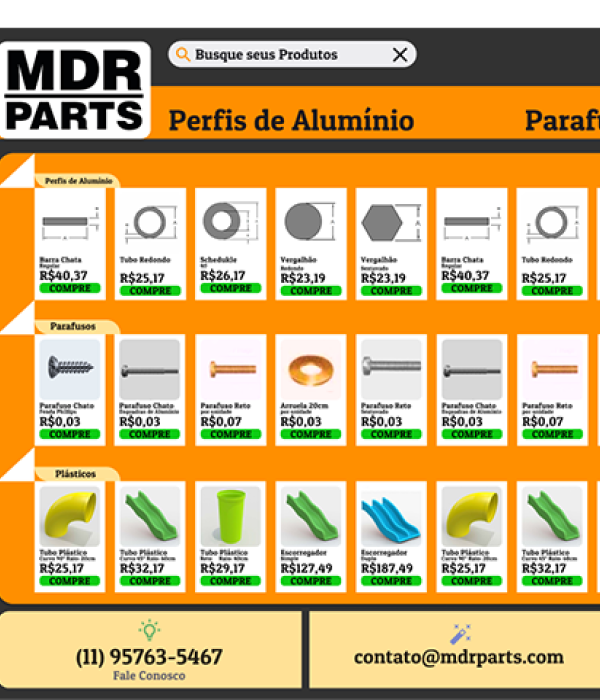 MDR
PARTS
Busque seus Produtos
Perfis de Alumínio
Paraf
Perfis de Alumínio
Barra Chata
Regular
R$40,37
COMPRE
Tubo Redondo
R$25,17
COMPRE
Schedukle
R$26,17
COMPRE
Vergalhão
Redondo
R$23,19
COMPRE
Vergalhão
Sextavado
R$23,19
COMPRE
Barra Chata
Regular
R$40,37
COMPRE
Tubo Redondo
R$25,17
COMPRE
Parafusos
Parafuso Chato
Fenda Phillips
R$0,03
COMPRE
Parafuso Chato
Esquadrias de Alumínio
R$0,03
COMPRE
Parafuso Reto
por unidade
R$0,07
COMPRE
Arruela 20cm
por unidade
R$0,03
COMPRE
Parafuso Reto
Sextavado
R$0,03
COMPRE
Parafuso Chato
Esquadrias de Alumínio
R$0,03
COMPRE
Parafuso Reto
por unidade
R$0,07
COMPRE
Plásticos
Tubo Plástico
Curva 90° Raio: 20cm
R$25,17
COMPRE
Tubo Plástico
Curva 45° Raio: 60cm
R$32,17
COMPRE
Tubo Plástico
Reto Raio: 60cm
R$29,17
COMPRE
Escorregador
Simples
R$127,49
COMPRE
Escorregador
Duplo
R$187,49
COMPRE
Tubo Plástico
Curva 90° Raio: 20cm
R$25,17
COMPRE
Tubo Plástico
Curva 45° Raio: 60cm
R$32,17
COMPRE
(11) 95763-5467
Fale Conosco
contato@mdrparts.com